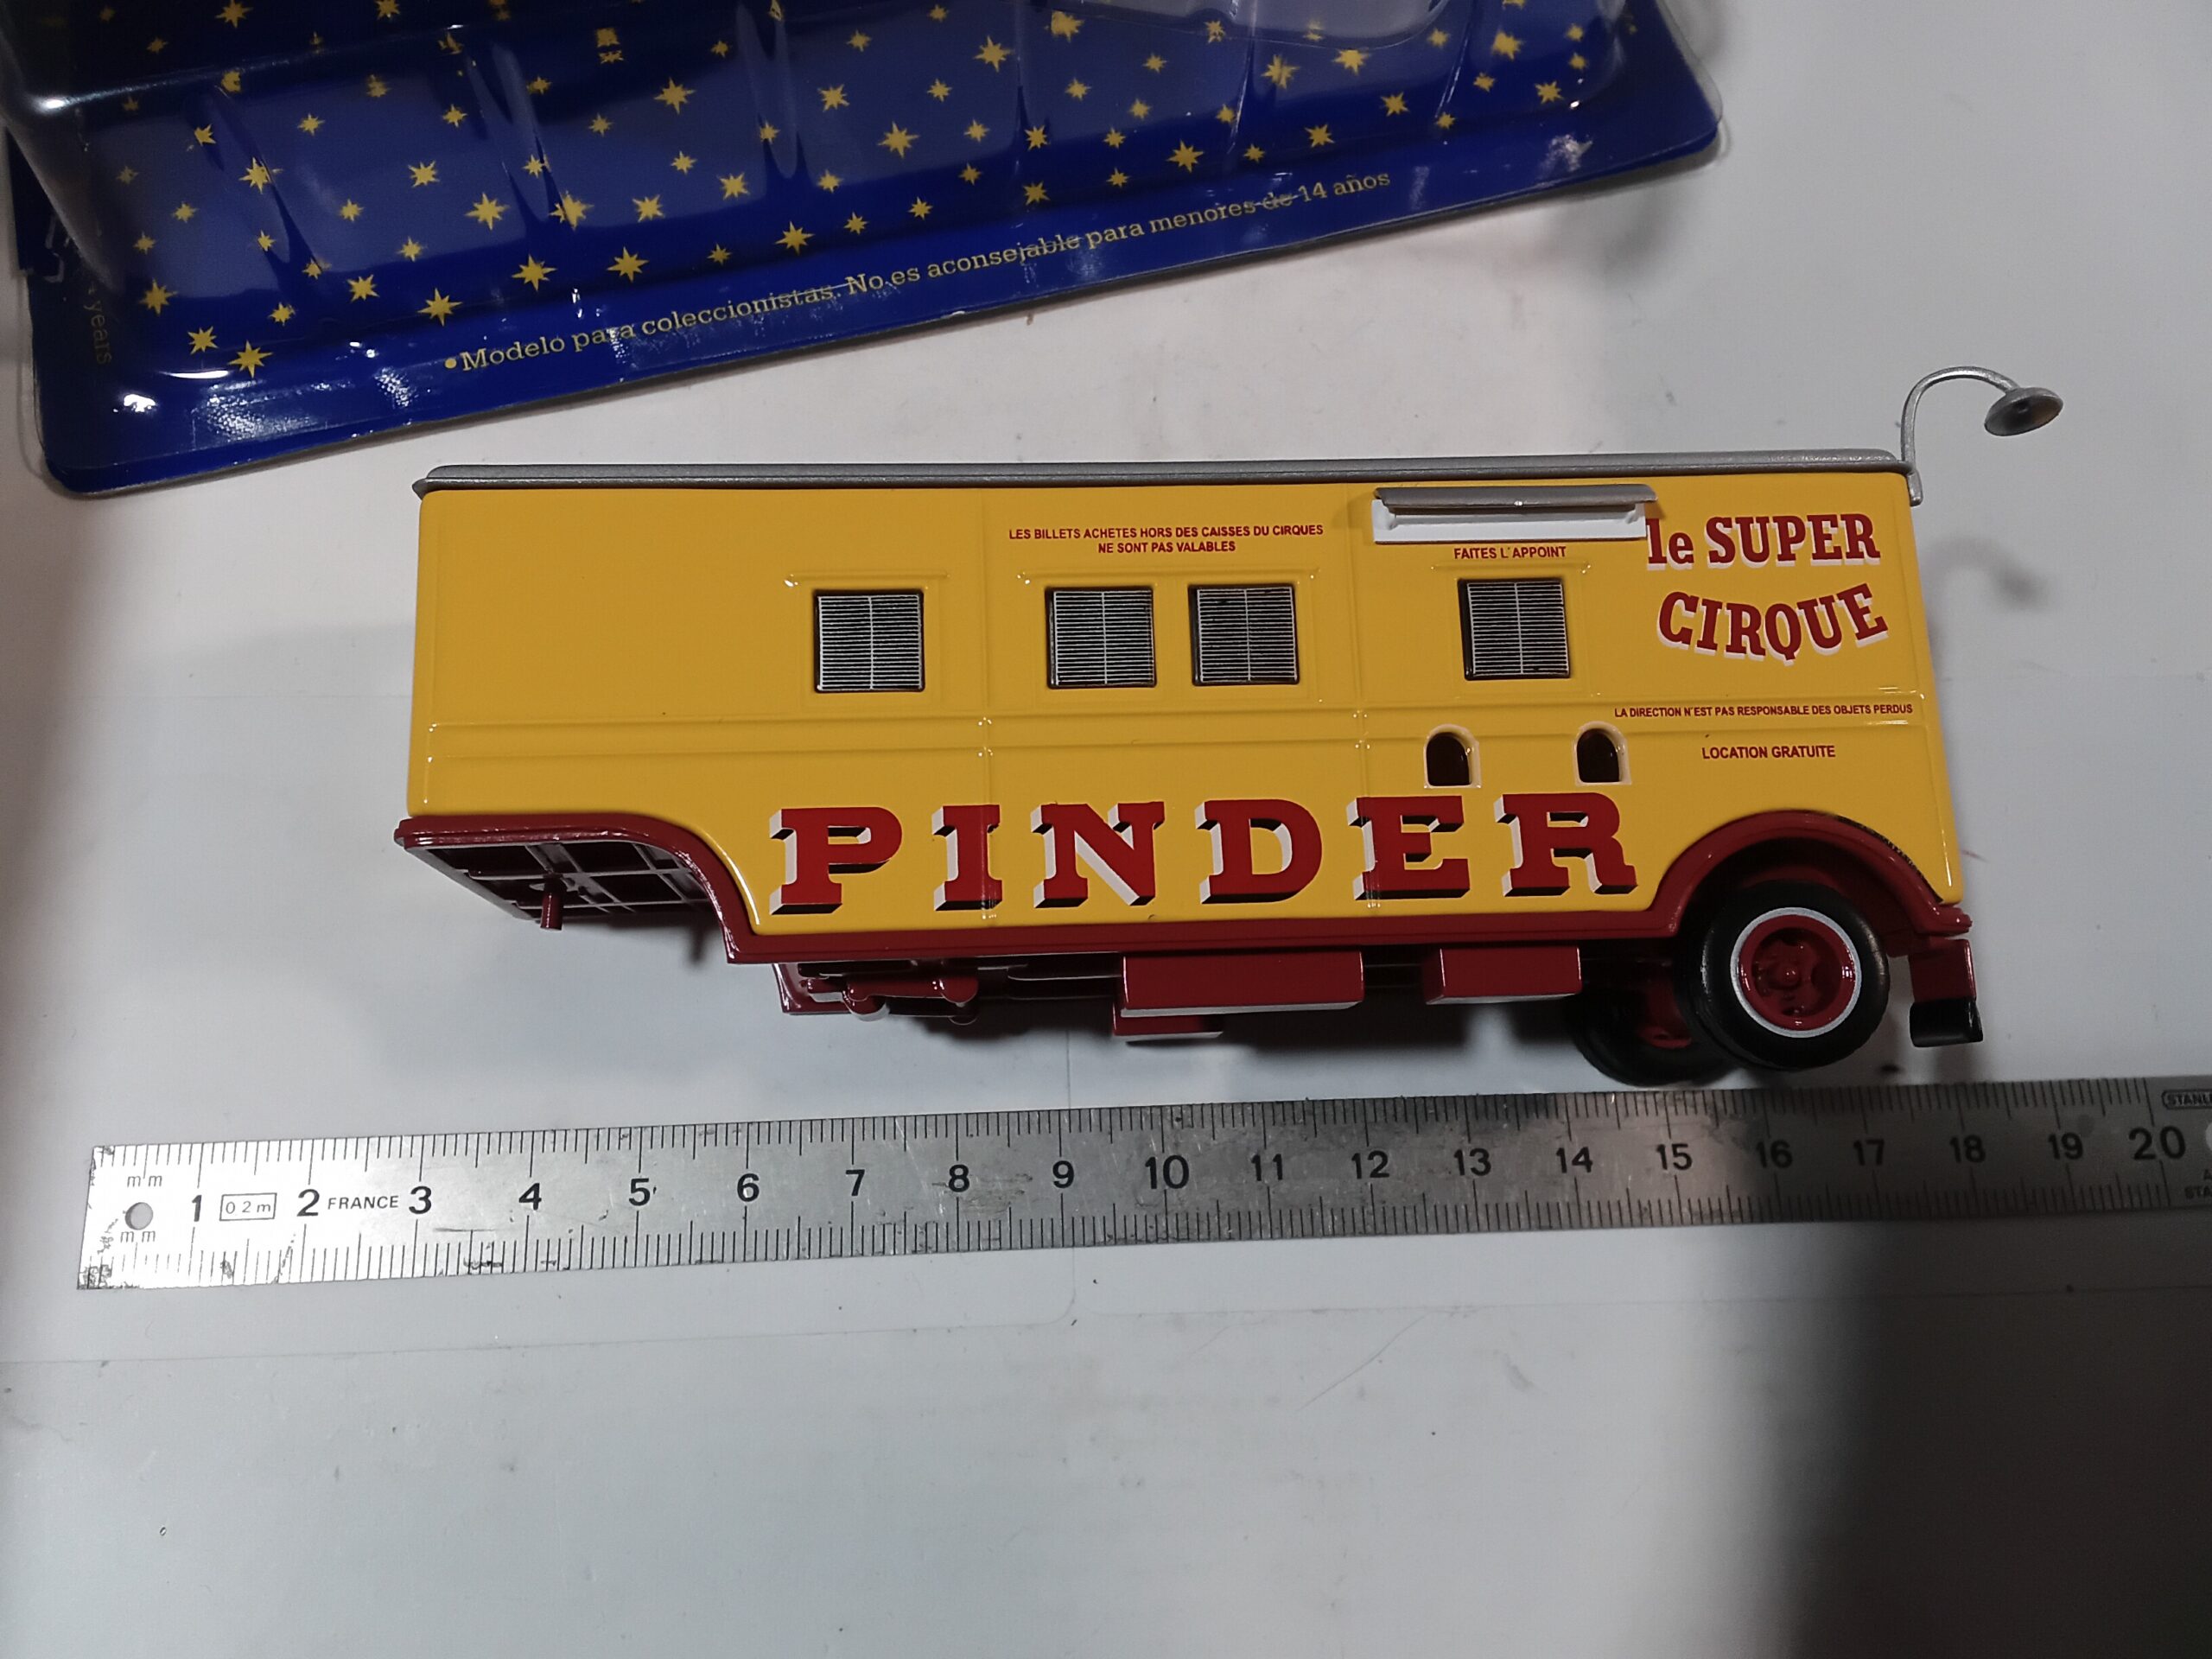 years
•Modelo para coleccionistas. No es aconsejable para menores de 14 años
LES BILLETS ACHETES HORS DES CAISSES DU CIRQUES
NE SONT PAS VALABLES
FAITES L'APPOINT
le SUPER
CIRQUE
LA DIRECTION N'EST PAS RESPONSABLE DES OBJETS PERDUS
LOCATION GRATUITE
PINDER
mm
1 0 2 m 2 FRANCE 3 4 5 6 7 8 9 10 11 12 13 14 15 16 17 18 19 20
mm